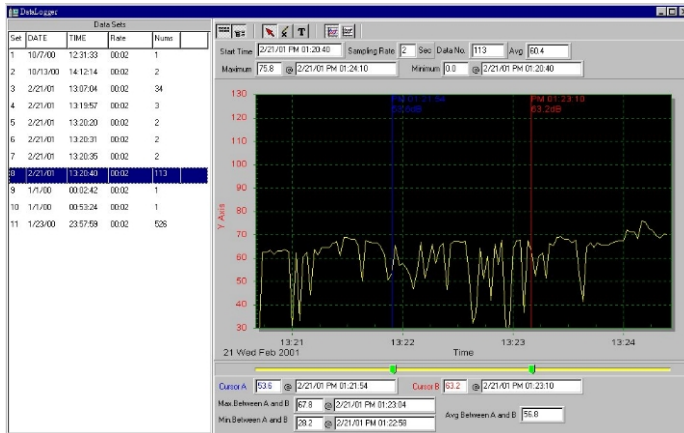 DataLogger
Data Sets
Set DATE TIME Rate Nums
1 10/7/00 12:31:33 00:02 1
2 10/13/00 14:12:14 00:02 2
3 2/21/01 13:07:04 00:02 34
4 2/21/01 13:19:57 00:02 3
5 2/21/01 13:20:20 00:02 2
6 2/21/01 13:20:31 00:02 2
7 2/21/01 13:20:35 00:02 2
8 2/21/01 13:20:40 00:02 113
9 1/1/00 00:02:42 00:02 1
10 1/1/00 00:53:24 00:02 1
11 1/23/00 23:57:59 00:02 526
T
Start Time 2/21/01 PM 01:20:40 Sampling Rate 2 Sec Data No. 113 Avg 60.4
Maximum 75.8 @ 2/21/01 PM 01:24:10 Minimum 0.0 @ 2/21/01 PM 01:20:40
PM 01:21:54 PM 01:23:10
63.2dB
130
120
110
100
90
80
70
60
50
40
30
Y Axis
13:21 13:22 13:23 13:24
21 Wed Feb 2001 Time
Cursor A 53.6 @ 2/21/01 PM 01:21:54 Cursor B 63.2 @ 2/21/01 PM 01:23:10
Max.Between A and B 67.8 @ 2/21/01 PM 01:23:04
Min.Between A and B 28.2 @ 2/21/01 PM 01:22:58
Avg Between A and B 56.8